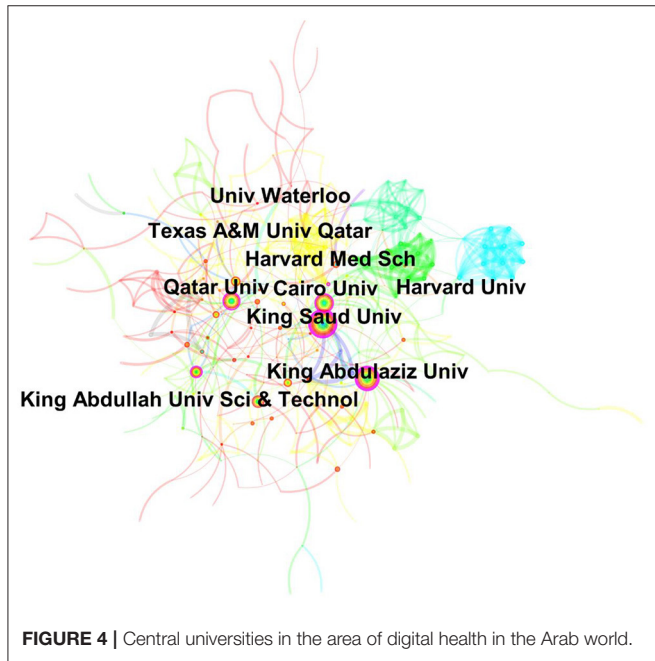 Univ Waterloo
Texas A&M Univ Qatar
Harvard Med Sch
Qatar Univ
Cairo Univ
Harvard Univ
King Saud Univ
King Abdulaziz Univ
King Abdullah Univ Sci & Technol
FIGURE 4 | Central universities in the area of digital health in the Arab world.